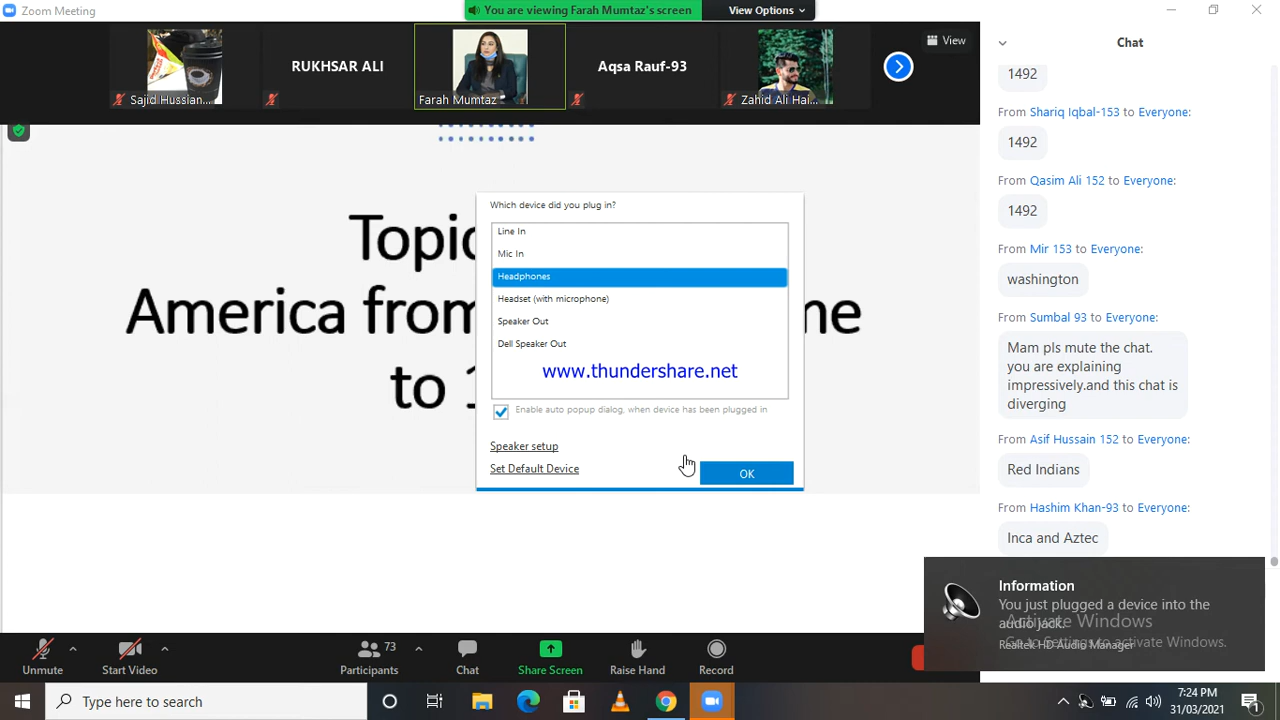 Zoom Meeting
You are viewing Farah Mumtaz's screen
View Options
Sajid Hussian...
RUKHSAR ALI
Farah Mumtaz
Aqsa Rauf-93
Zahid Ali Hai...
View
Topic
America from
me
to 1
Which device did you plug in?
Line In
Mic In
Headphones
Headset (with microphone)
Speaker Out
Dell Speaker Out
www.thundershare.net
Enable auto popup dialog, when device has been plugged in
Speaker setup
Set Default Device
OK
Chat
1492
From Shariq Iqbal-153 to Everyone:
1492
From Qasim Ali 152 to Everyone:
1492
From Mir 153 to Everyone:
washington
From Sumbal 93 to Everyone:
Mam pls mute the chat.
you are explaining
impressively.and this chat is
diverging
From Asif Hussain 152 to Everyone:
Red Indians
From Hashim Khan-93 to Everyone:
Inca and Aztec
Information
You just plugged a device into the
audio jack.
Realtek HD Audio Manager
Activate Windows
Go to Settings to activate Windows.
Unmute
Start Video
73
Participants
Chat
Share Screen
Raise Hand
Record
Type here to search
7:24 PM
31/03/2021
1